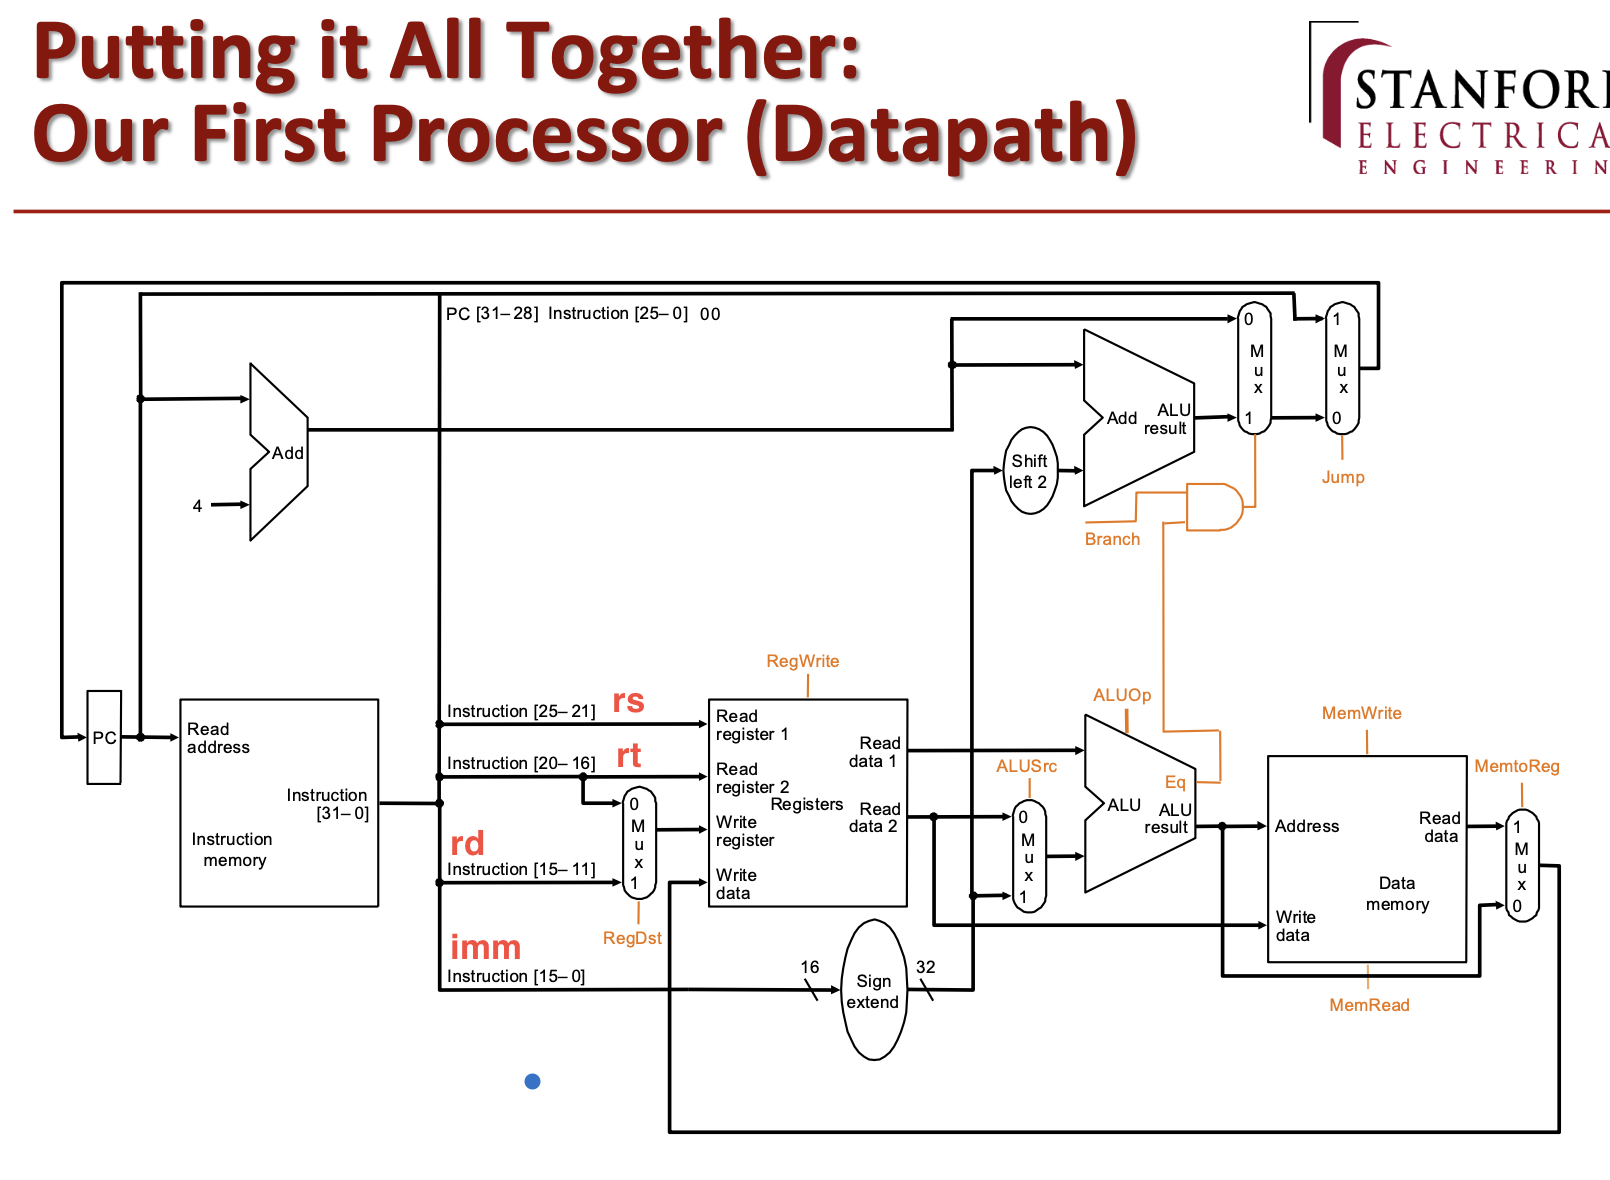 Putting it All Together:
Our First Processor (Datapath)
STANFOR
ELECTRICA
ENGINEERIN
PC [31–28] Instruction [25–0] 00
0
M
u
x
1
1
M
u
x
0
Add
4
Add
ALU
result
Shift
left 2
Jump
Branch
RegWrite
ALUOp
MemWrite
MemtoReg
ALUSrc
PC
Read
address
Instruction
[31–0]
Instruction
memory
Instruction [25–21]
rs
Instruction [20–16]
rt
rd
Instruction [15–11]
imm
Instruction [15–0]
0
M
u
x
1
RegDst
Read
register 1
Read
register 2
Registers
Write
register
Write
data
Read
data 1
Read
data 2
16
Sign
extend
32
0
M
u
x
1
Eq
ALU
ALU
result
Address
Read
data
Data
memory
Write
data
MemRead
1
M
u
x
0